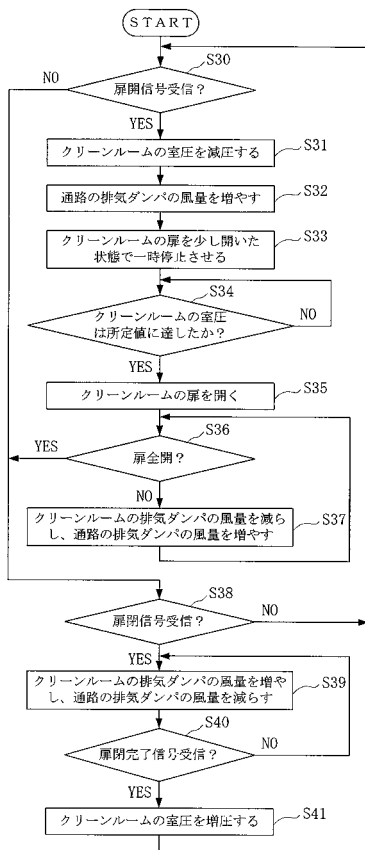 START
S30
NO
扉開信号受信?
YES
クリーンルームの室圧を減圧する
S31
通路の排気ダンパの風量を増やす
S32
クリーンルームの扉を少し開いた
状態で一時停止させる
S33
S34
クリーンルームの室圧
は所定値に達したか?
NO
YES
クリーンルームの扉を開く
S35
S36
YES
扉全開?
NO
クリーンルームの排気ダンパの風量を減ら
し、通路の排気ダンパの風量を増やす
S37
S38
扉閉信号受信?
NO
YES
クリーンルームの排気ダンパの風量を増や
し、通路の排気ダンパの風量を減らす
S39
S40
扉閉完了信号受信?
NO
YES
クリーンルームの室圧を増圧する
S41